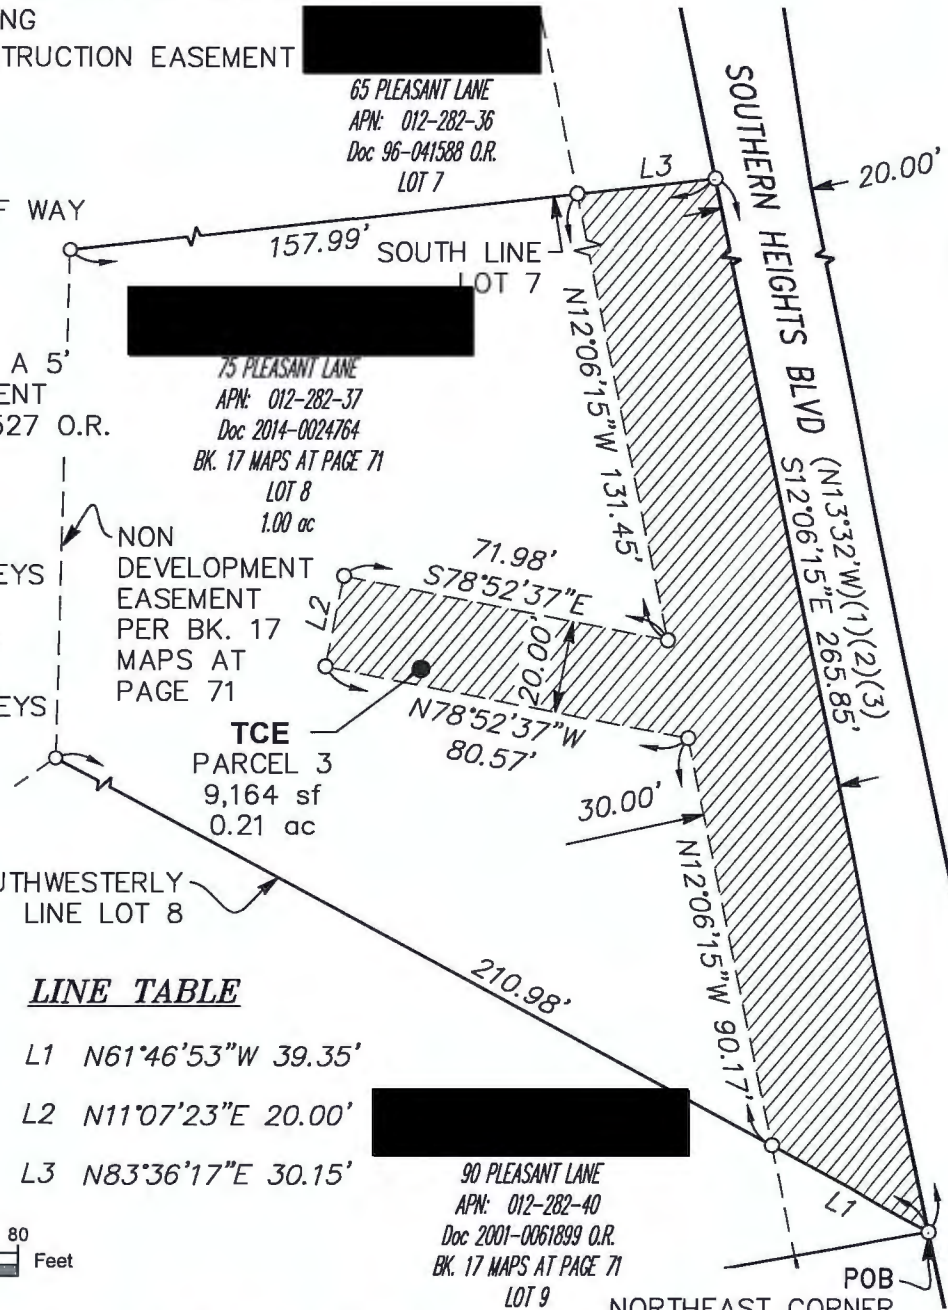 NG
TRUCTION EASEMENT
65 PLEASANT LANE
APN: 012-282-36
Doc 96-041588 O.R.
LOT 7
SOUTHERN HEIGHTS BLVD
L3
20.00'
F WAY
157.99'
SOUTH LINE
LOT 7
75 PLEASANT LANE
APN: 012-282-37
Doc 2014-0024764
BK. 17 MAPS AT PAGE 71
LOT 8
1.00 ac
A 5'
ENT
527 O.R.
N12°06'15"W 131.45'
(N13°32'W)(1)(2)(3)
S12°06'15"E 265.85'
NON
DEVELOPMENT
EASEMENT
PER BK. 17
MAPS AT
PAGE 71
EYS
EYS
71.98'
S78°52'37"E
L2
20.00'
N78°52'37"W
80.57'
TCE
PARCEL 3
9,164 sf
0.21 ac
30.00'
N12°06'15"W 90.17'
UTHWESTERLY
LINE LOT 8
210.98'
LINE TABLE
L1 N61°46'53"W 39.35'
L2 N11°07'23"E 20.00'
L3 N83°36'17"E 30.15'
90 PLEASANT LANE
APN: 012-282-40
Doc 2001-0061899 O.R.
BK. 17 MAPS AT PAGE 71
LOT 9
L1
80
Feet
POB
NORTHEAST CORNER